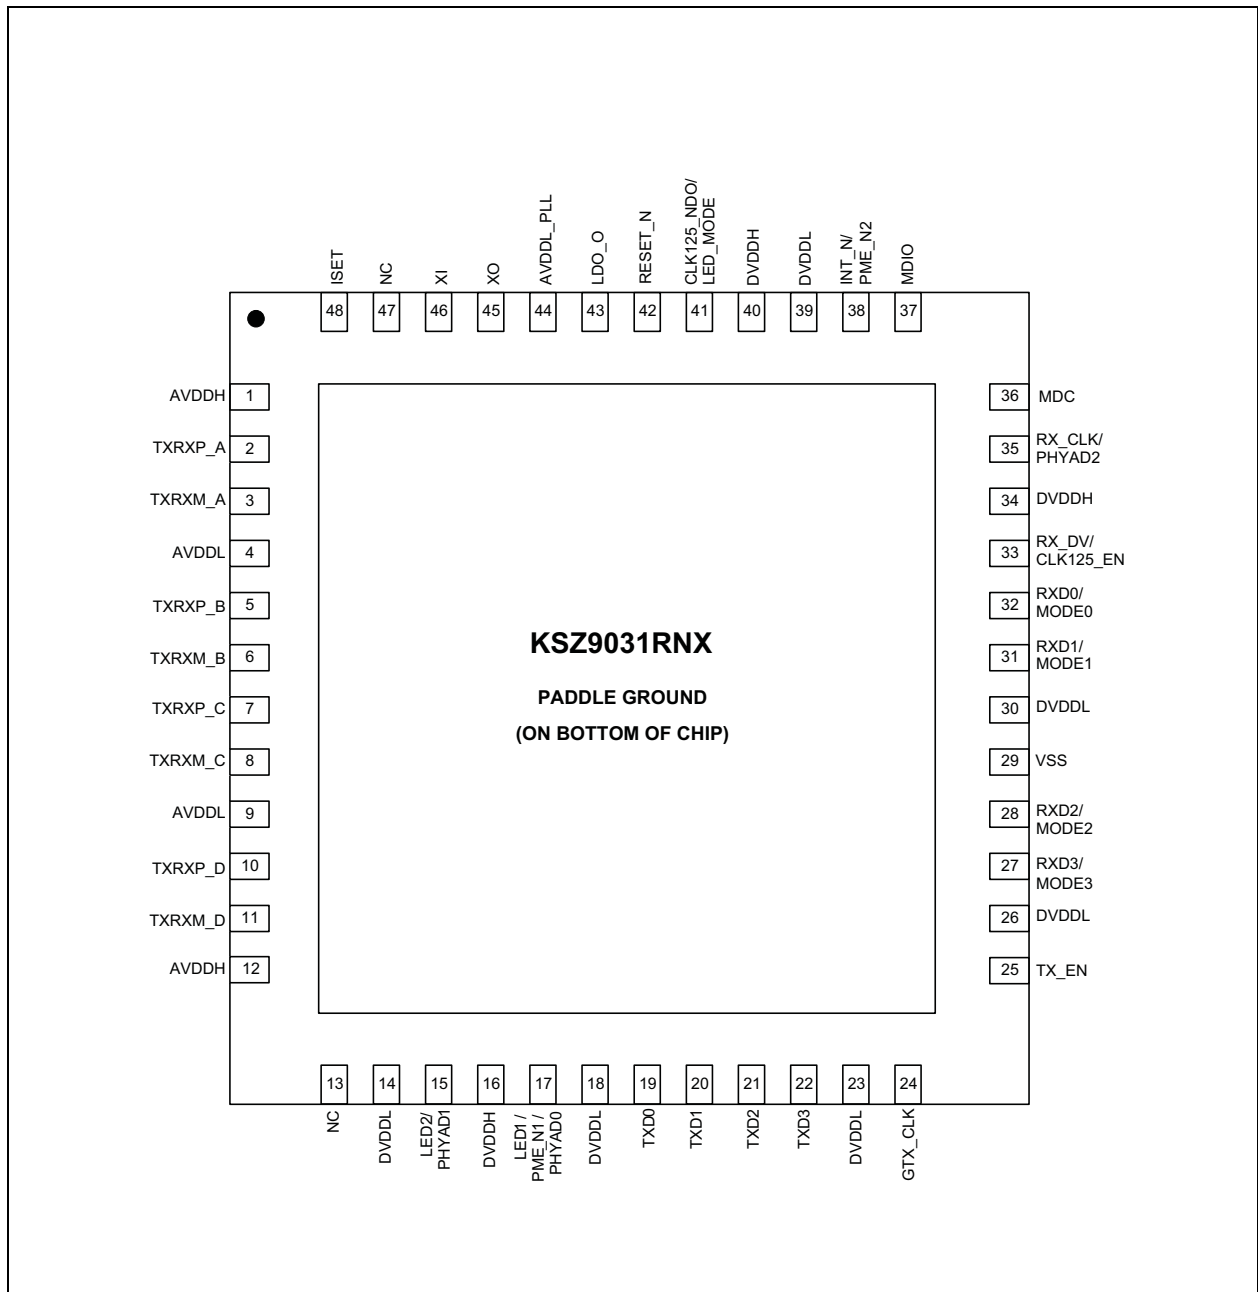 ISET
NC
XI
XO
AVDDL_PLL
LDO_O
RESET_N
CLK125_NDO/
LED_MODE
DVDDH
DVDDL
INT_N/
PME_N2
MDIO
48
47
46
45
44
43
42
41
40
39
38
37
AVDDH 1
TXRXP_A 2
TXRXM_A 3
AVDDL 4
TXRXP_B 5
TXRXM_B 6
TXRXP_C 7
TXRXM_C 8
AVDDL 9
TXRXP_D 10
TXRXM_D 11
AVDDH 12
KSZ9031RNX
PADDLE GROUND
(ON BOTTOM OF CHIP)
36 MDC
35 RX_CLK/
PHYAD2
34 DVDDH
33 RX_DV/
CLK125_EN
32 RXD0/
MODE0
31 RXD1/
MODE1
30 DVDDL
29 VSS
28 RXD2/
MODE2
27 RXD3/
MODE3
26 DVDDL
25 TX_EN
13
14
15
16
17
18
19
20
21
22
23
24
NC
DVDDL
LED2/
PHYAD1
DVDDH
LED1 /
PME_N1 /
PHYAD0
DVDDL
TXD0
TXD1
TXD2
TXD3
DVDDL
GTX_CLK